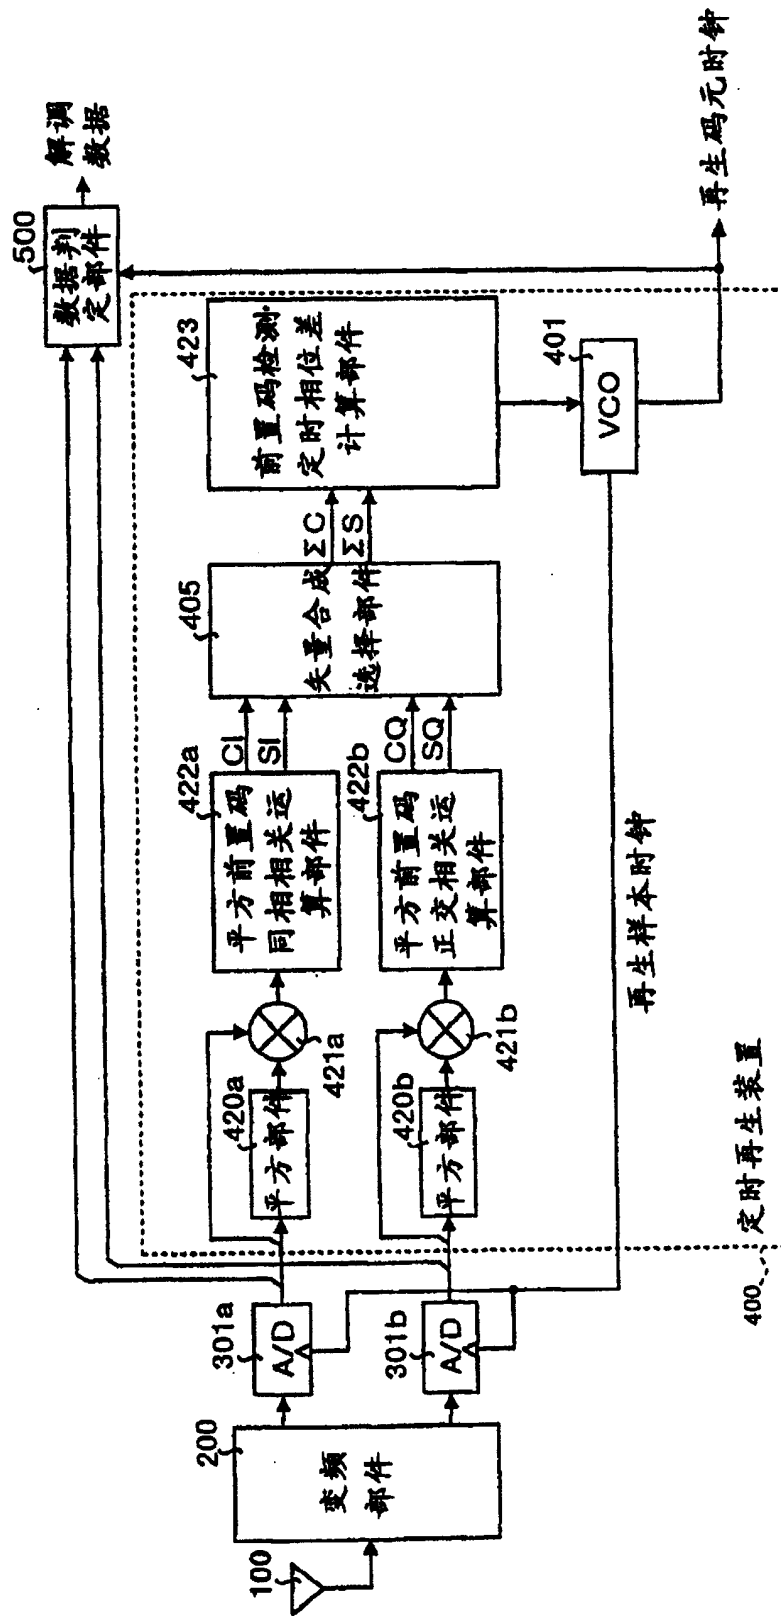 100
200
变频
部件
301a
A/D
301b
A/D
420a
平方部件
421a
420b
平方部件
421b
422a
平方前置码
同相相关运
算部件
422b
平方前置码
正交相关运
算部件
CI
SI
CQ
SQ
405
矢量合成
选择部件
ΣC
ΣS
423
前置码检测·
定时相位差
计算部件
401
VCO
500
数据判
定部件
解调
数据
再生码元时钟
再生样本时钟
400
定时再生装置